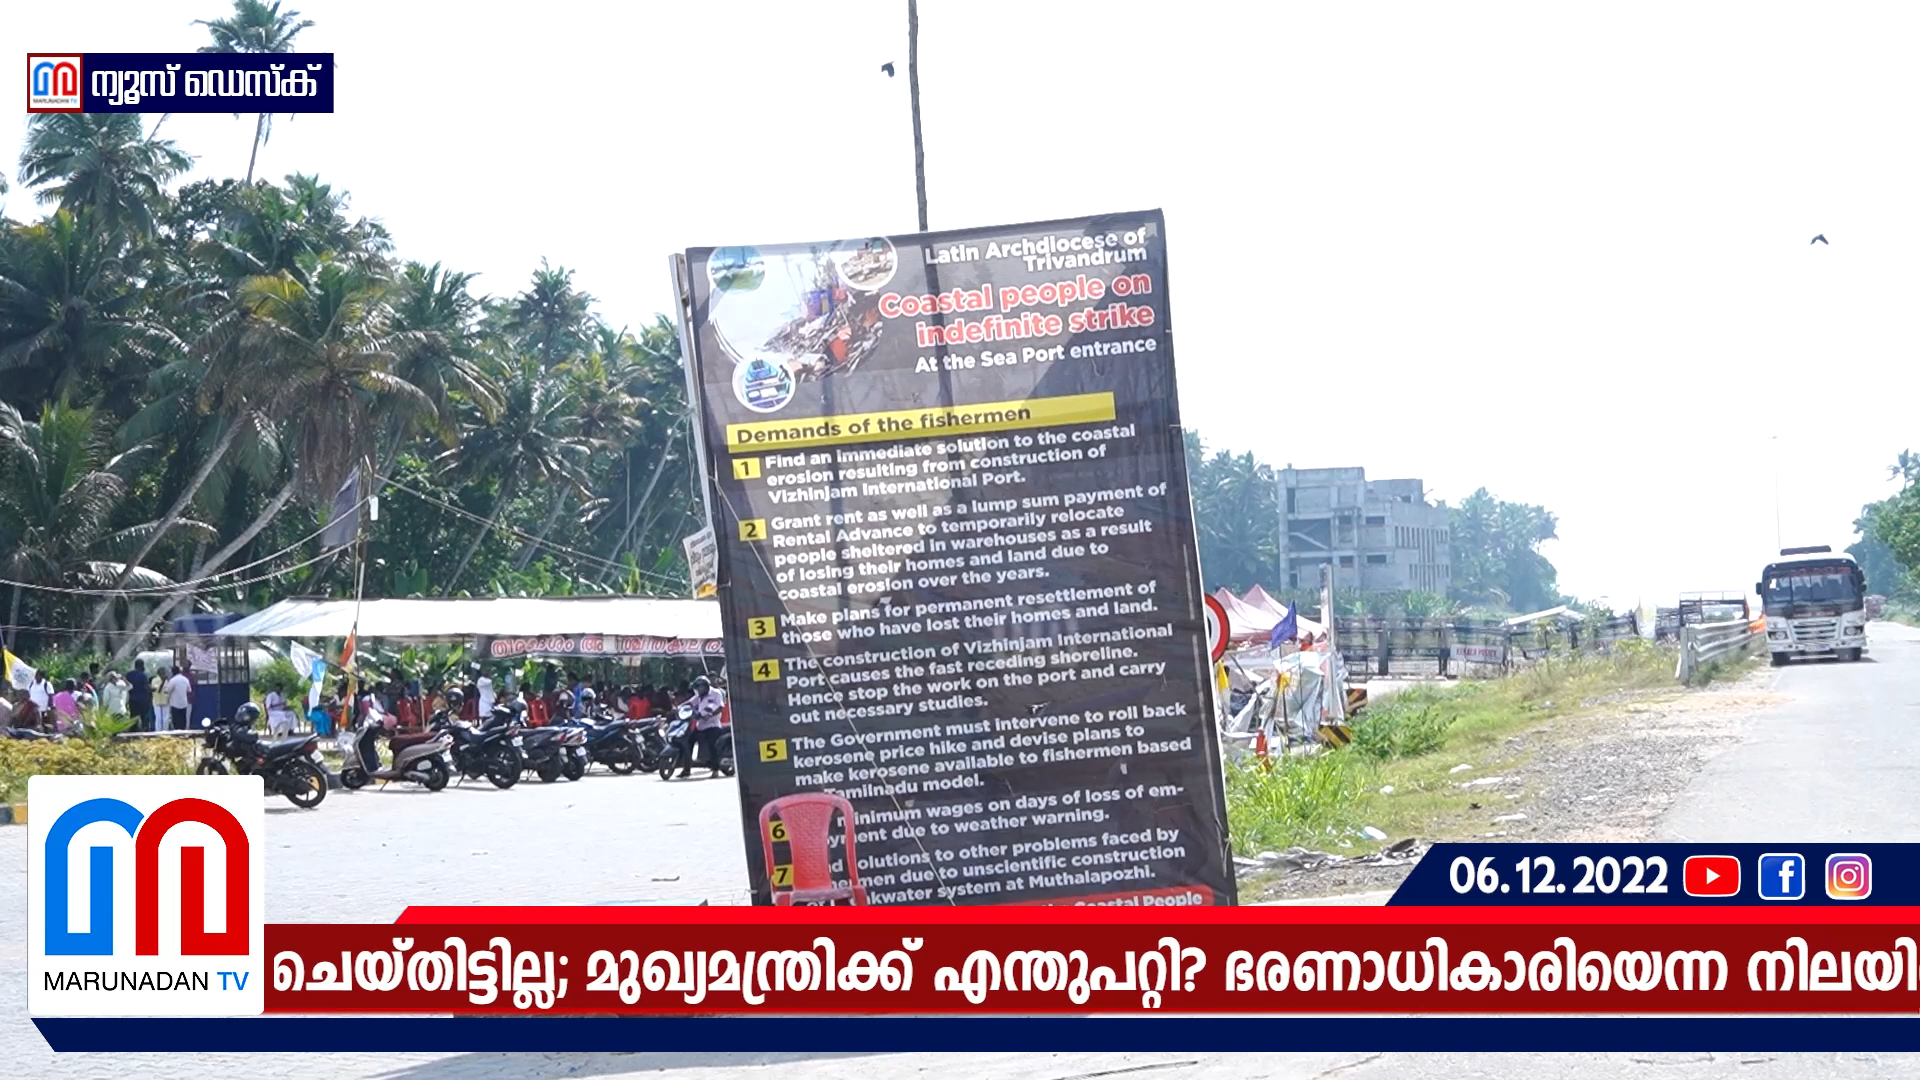 MARUNADAN TV
ന്യൂസ് ഡെസ്ക്
Latin Archdiocese of
Trivandrum
Coastal people on
indefinite strike
At the Sea Port entrance
Demands of the fishermen
1 Find an immediate solution to the coastal
erosion resulting from construction of
Vizhinjam International Port.
2 Grant rent as well as a lump sum payment of
Rental Advance to temporarily relocate
people sheltered in warehouses as a result
of losing their homes and land due to
coastal erosion over the years.
3 Make plans for permanent resettlement of
those who have lost their homes and land.
4 The construction of Vizhinjam International
Port causes the fast receding shoreline.
Hence stop the work on the port and carry
out necessary studies.
5 The Government must intervene to roll back
kerosene price hike and devise plans to
make kerosene available to fishermen based
Tamilnadu model.
6 minimum wages on days of loss of em-
yment due to weather warning.
7 olutions to other problems faced by
men due to unscientific construction
akwater system at Muthalapozhi.
Coastal People
06.12.2022
MARUNADAN TV
ചെയ്തിട്ടില്ല; മുഖ്യമന്ത്രിക്ക് എന്തുപറ്റി? ഭരണാധികാരിയെന്ന നിലയി